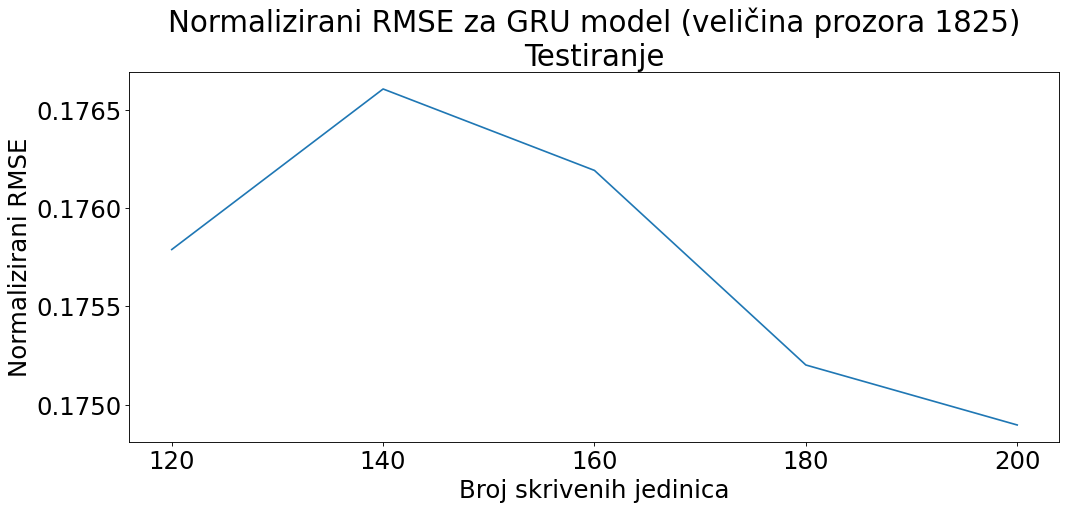 Normalizirani RMSE za GRU model (veličina prozora 1825)
Testiranje
Normalizirani RMSE
0.1765
0.1760
0.1755
0.1750
120 140 160 180 200
Broj skrivenih jedinica